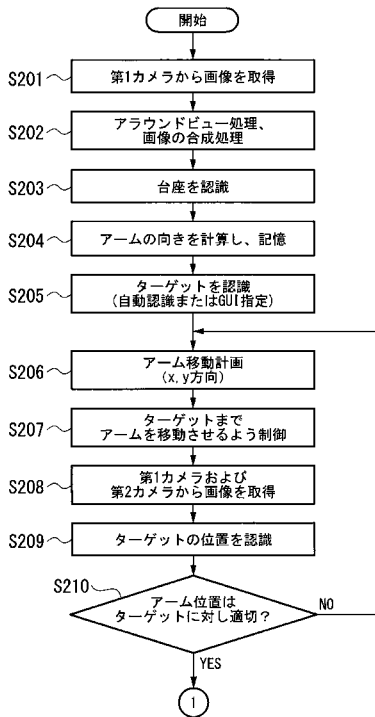 開始
S201
第1カメラから画像を取得
S202
アラウンドビュー処理、
画像の合成処理
S203
台座を認識
S204
アームの向きを計算し、記憶
S205
ターゲットを認識
(自動認識またはGUI指定)
S206
アーム移動計画
(x,y方向)
S207
ターゲットまで
アームを移動させるよう制御
S208
第1カメラおよび
第2カメラから画像を取得
S209
ターゲットの位置を認識
S210
アーム位置は
ターゲットに対し適切?
NO
YES
1